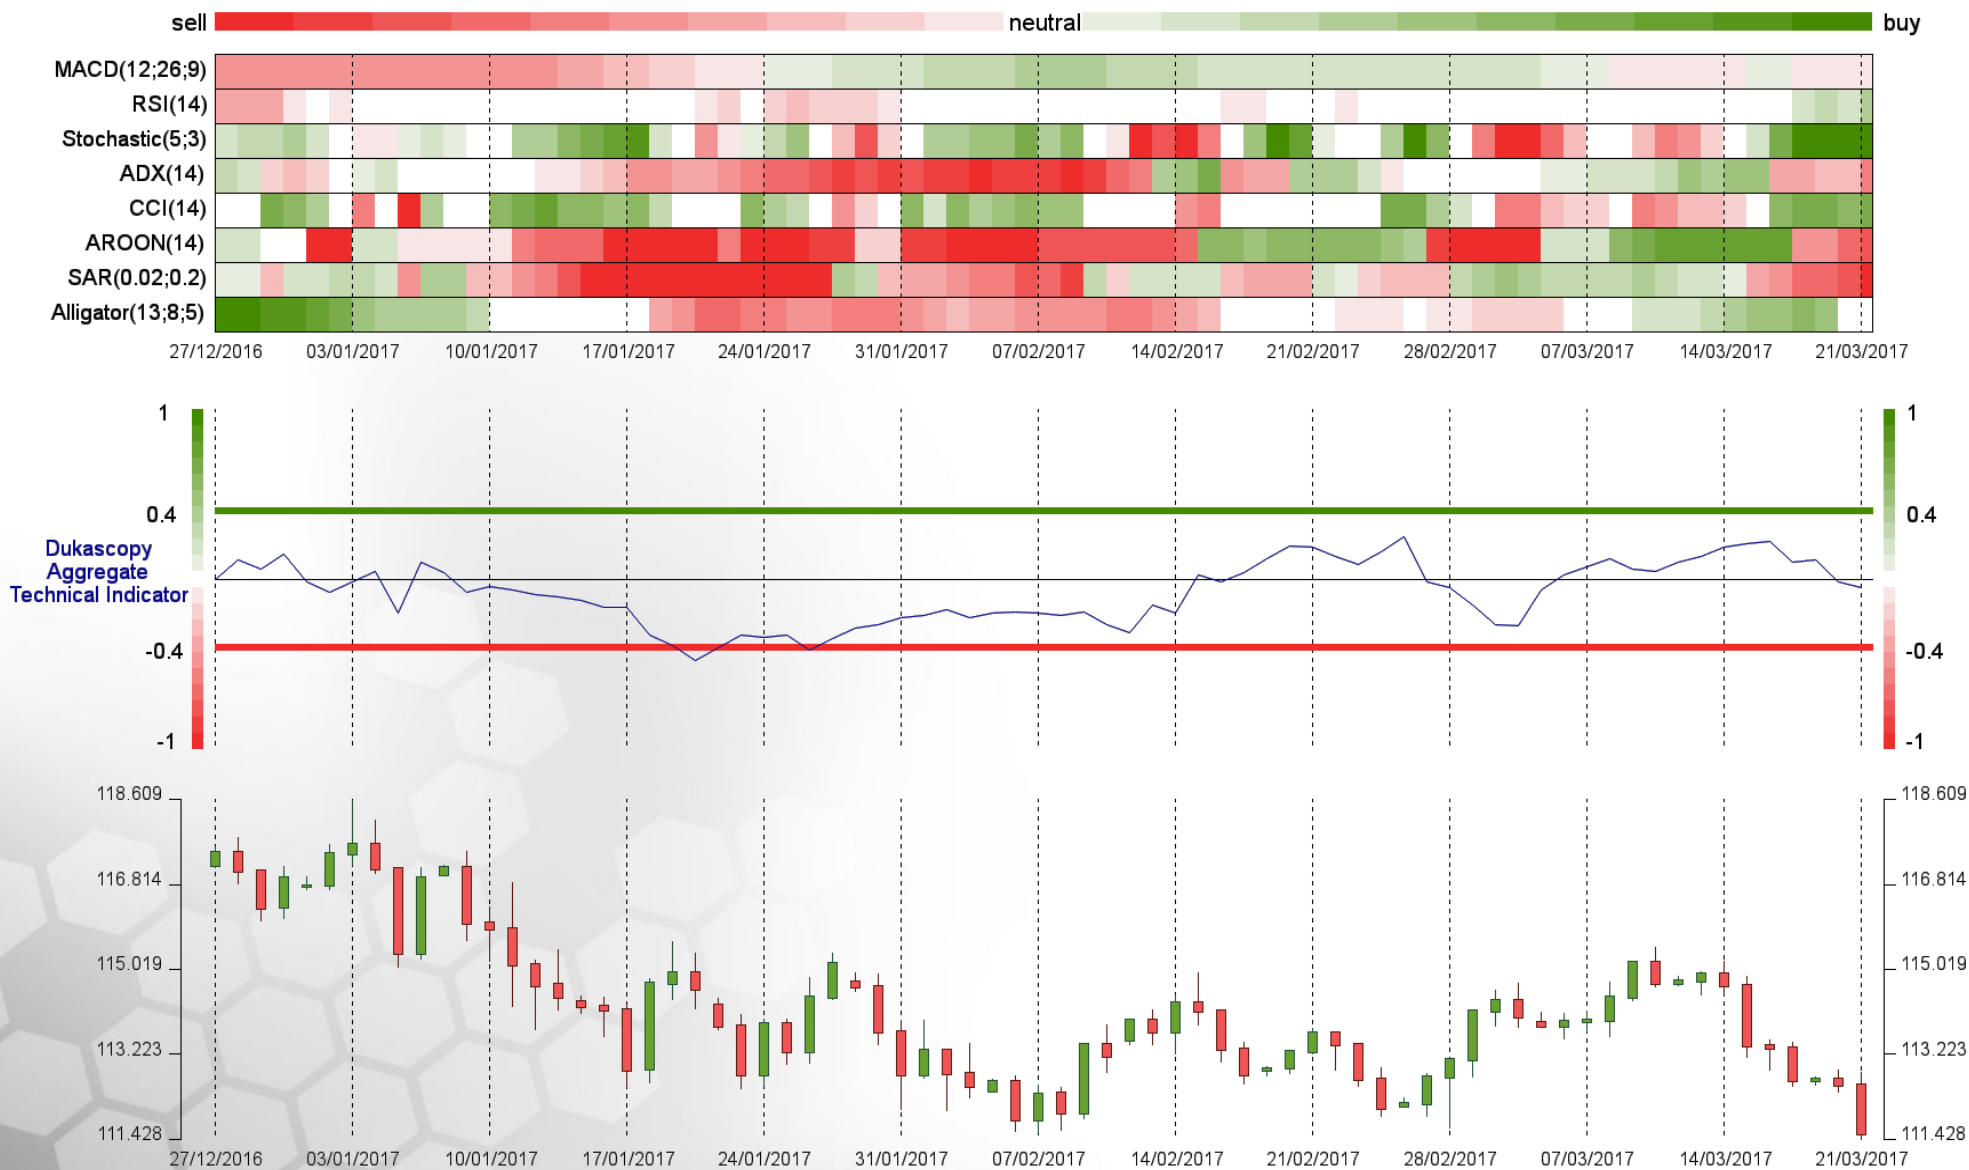 sell neutral buy
MACD(12;26;9)
RSI(14)
Stochastic(5;3)
ADX(14)
CCI(14)
AROON(14)
SAR(0.02;0.2)
Alligator(13;8;5)
27/12/2016 03/01/2017 10/01/2017 17/01/2017 24/01/2017 31/01/2017 07/02/2017 14/02/2017 21/02/2017 28/02/2017 07/03/2017 14/03/2017 21/03/2017
1 1
0.4 0.4
Dukascopy
Aggregate
Technical Indicator
-0.4 -0.4
-1 -1
118.609 118.609
116.814 116.814
115.019 115.019
113.223 113.223
111.428 111.428
27/12/2016 03/01/2017 10/01/2017 17/01/2017 24/01/2017 31/01/2017 07/02/2017 14/02/2017 21/02/2017 28/02/2017 07/03/2017 14/03/2017 21/03/2017